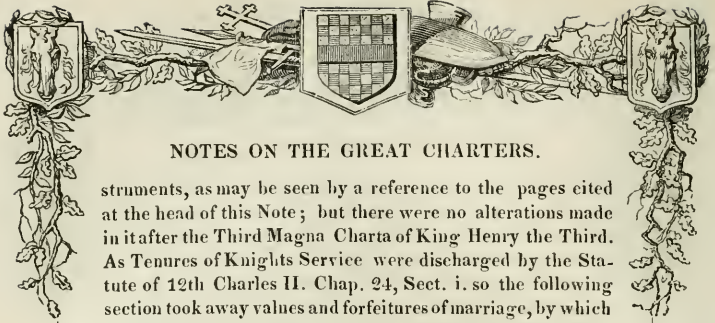 NOTES ON THE GREAT CHARTERS.
struments, as may be seen by a reference to the pages cited
at the head of this Note; but there were no alterations made
in it after the Third Magna Charta of King Henry the Third.
As Tenures of Knights Service were discharged by the Sta-
tute of 12th Charles II. Chap. 24, Sect. i. so the following
section took away values and forfeitures of marriage, by which